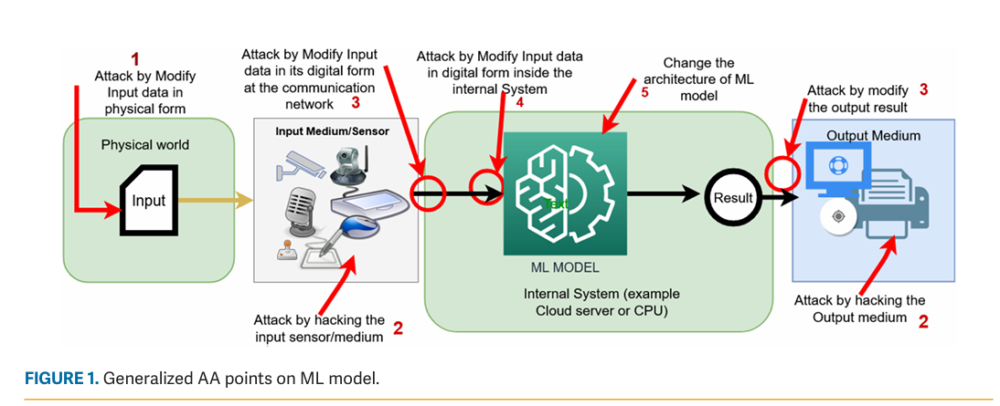 1
Attack by Modify
Input data in
physical form
Physical world
Input
Attack by Modify Input
data in its digital form
at the communication
network 3
Input Medium/Sensor
Attack by hacking the
input sensor/medium 2
Attack by Modify Input data
in digital form inside the
internal System
4
Change the
architecture of ML
model
5
Text
ML MODEL
Internal System (example
Cloud server or CPU)
Result
Attack by modify 3
the output result
Output Medium
Attack by hacking the
Output medium 2
FIGURE 1. Generalized AA points on ML model.